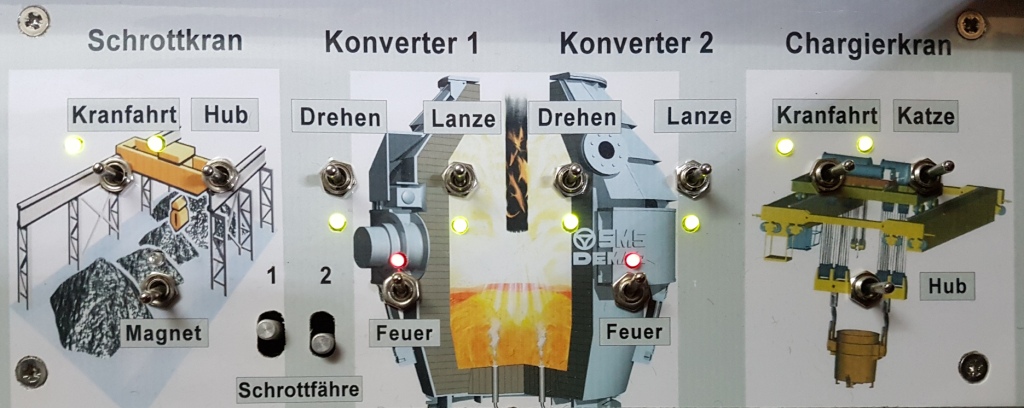 Schrottkran
Konverter 1
Konverter 2
Chargierkran
Kranfahrt
Hub
Drehen
Lanze
Drehen
Lanze
Kranfahrt
Katze
SMS
DEMAG
1
2
Hub
Magnet
Feuer
Feuer
Schrottfähre